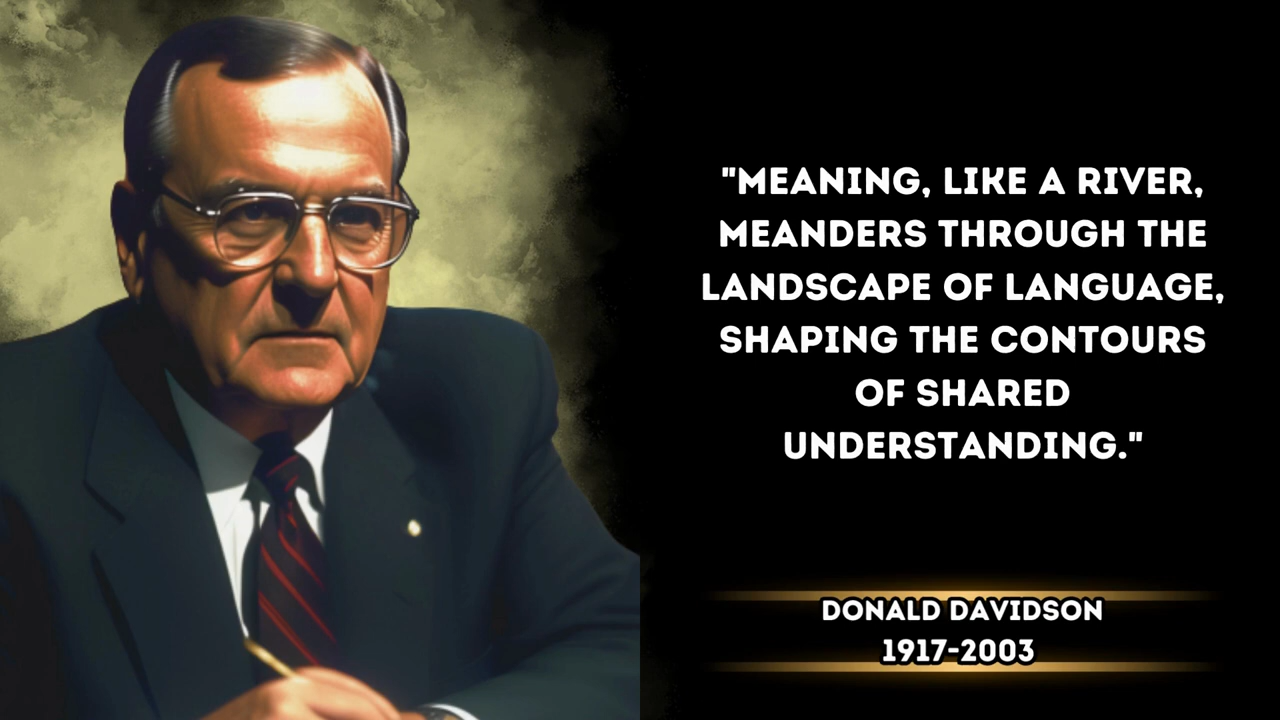 "MEANING, LIKE A RIVER,
MEANDERS THROUGH THE
LANDSCAPE OF LANGUAGE,
SHAPING THE CONTOURS
OF SHARED
UNDERSTANDING."
DONALD DAVIDSON
1917-2003